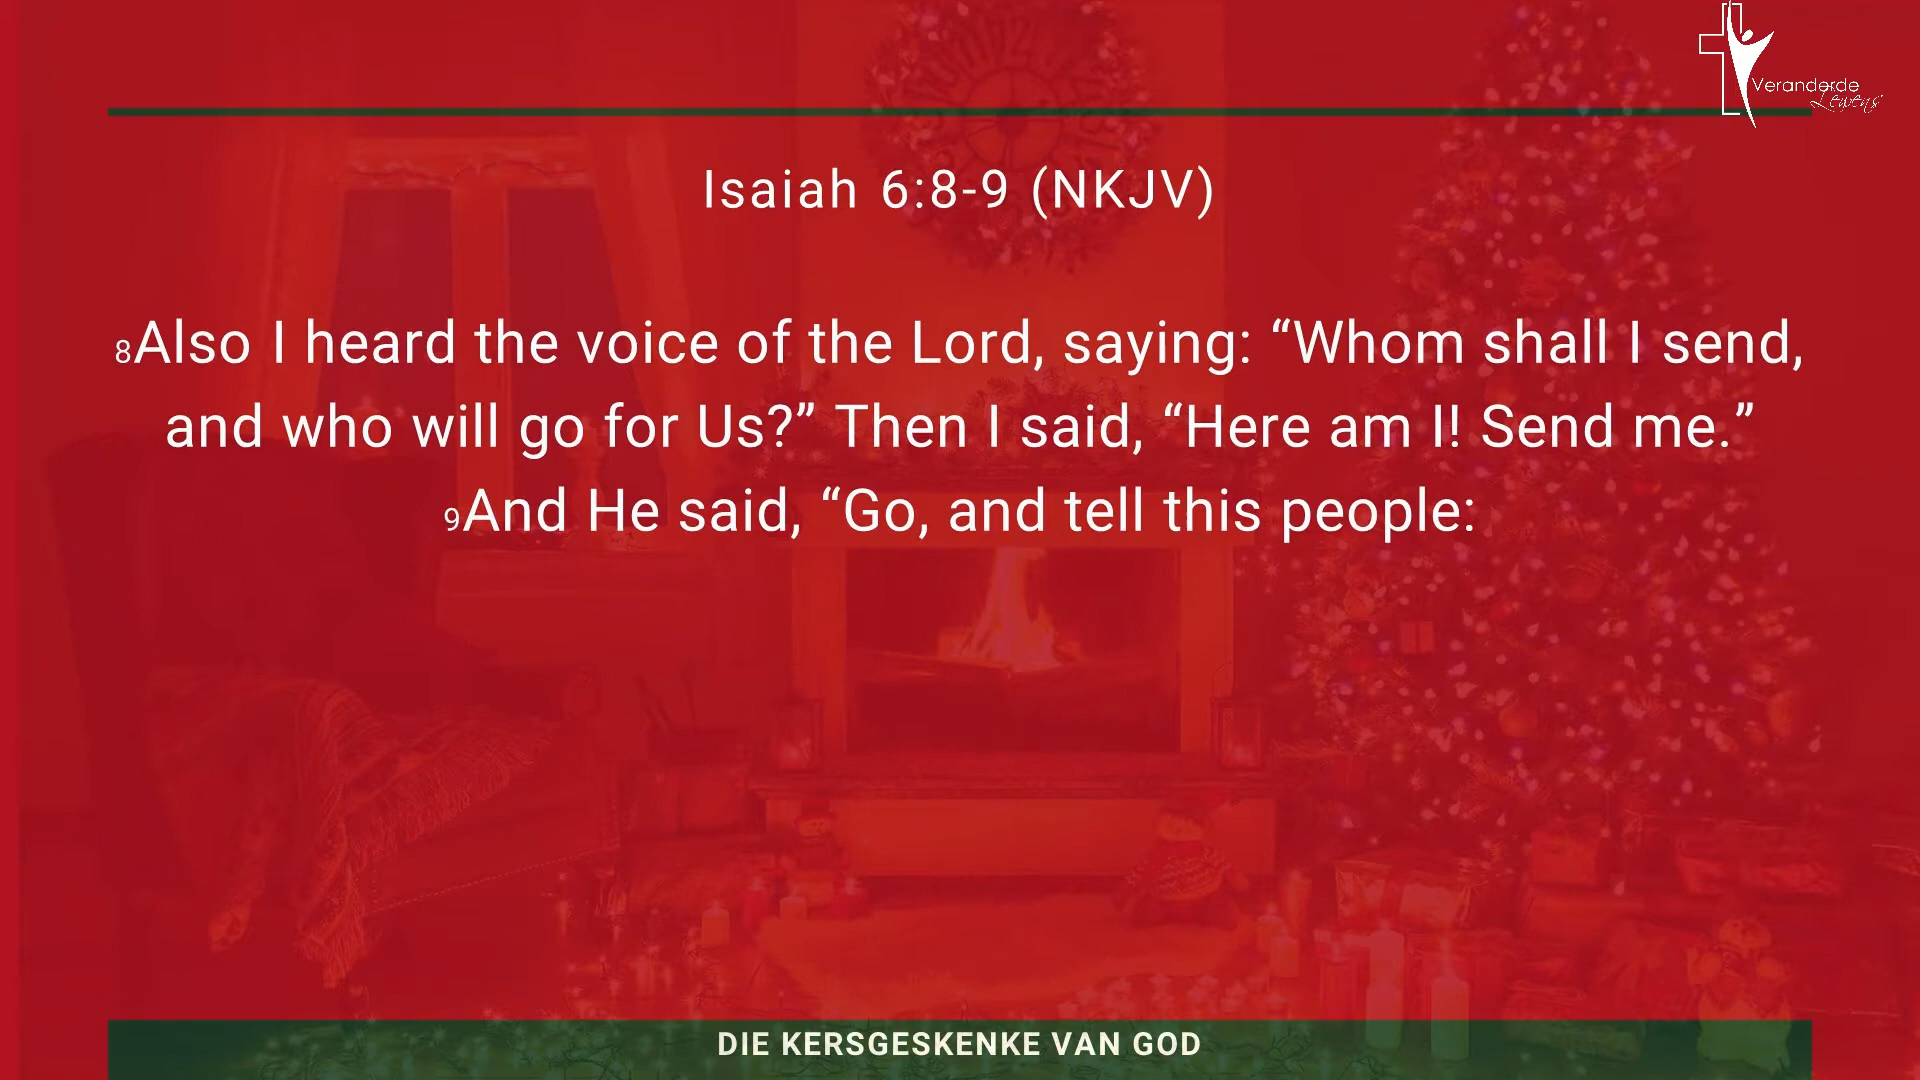 Veranderde
Lewens
Isaiah 6:8-9 (NKJV)
8Also I heard the voice of the Lord, saying: “Whom shall I send,
and who will go for Us?” Then I said, “Here am I! Send me.”
9And He said, “Go, and tell this people:
DIE KERSGESKENKE VAN GOD